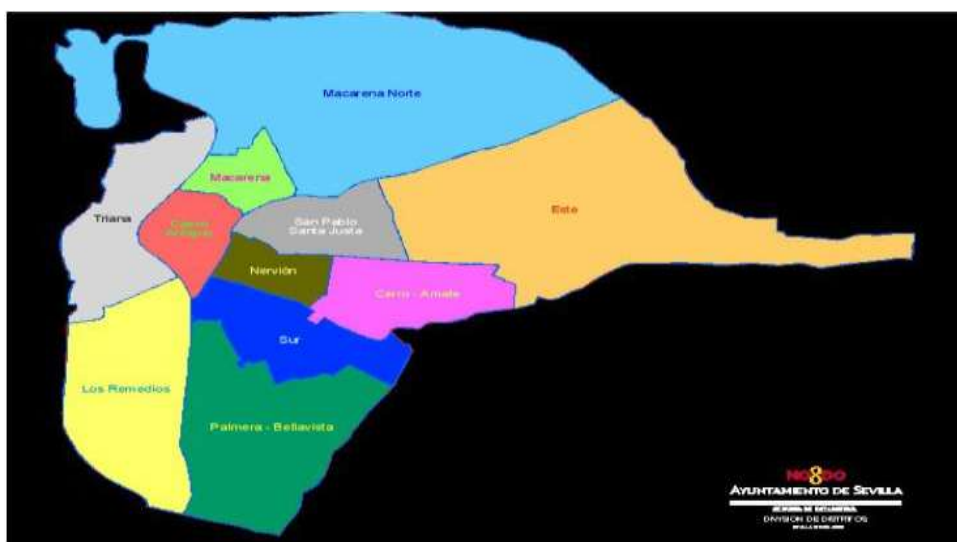 Macarena Norte
Macarena
Este
Triana
Casco
Antiguo
San Pablo
Santa Justa
Nervión
Cerro - Amate
Sur
Los Remedios
Palmera - Bellavista
NO8DO
AYUNTAMIENTO DE SEVILLA
DIVISION DE DISTRITOS